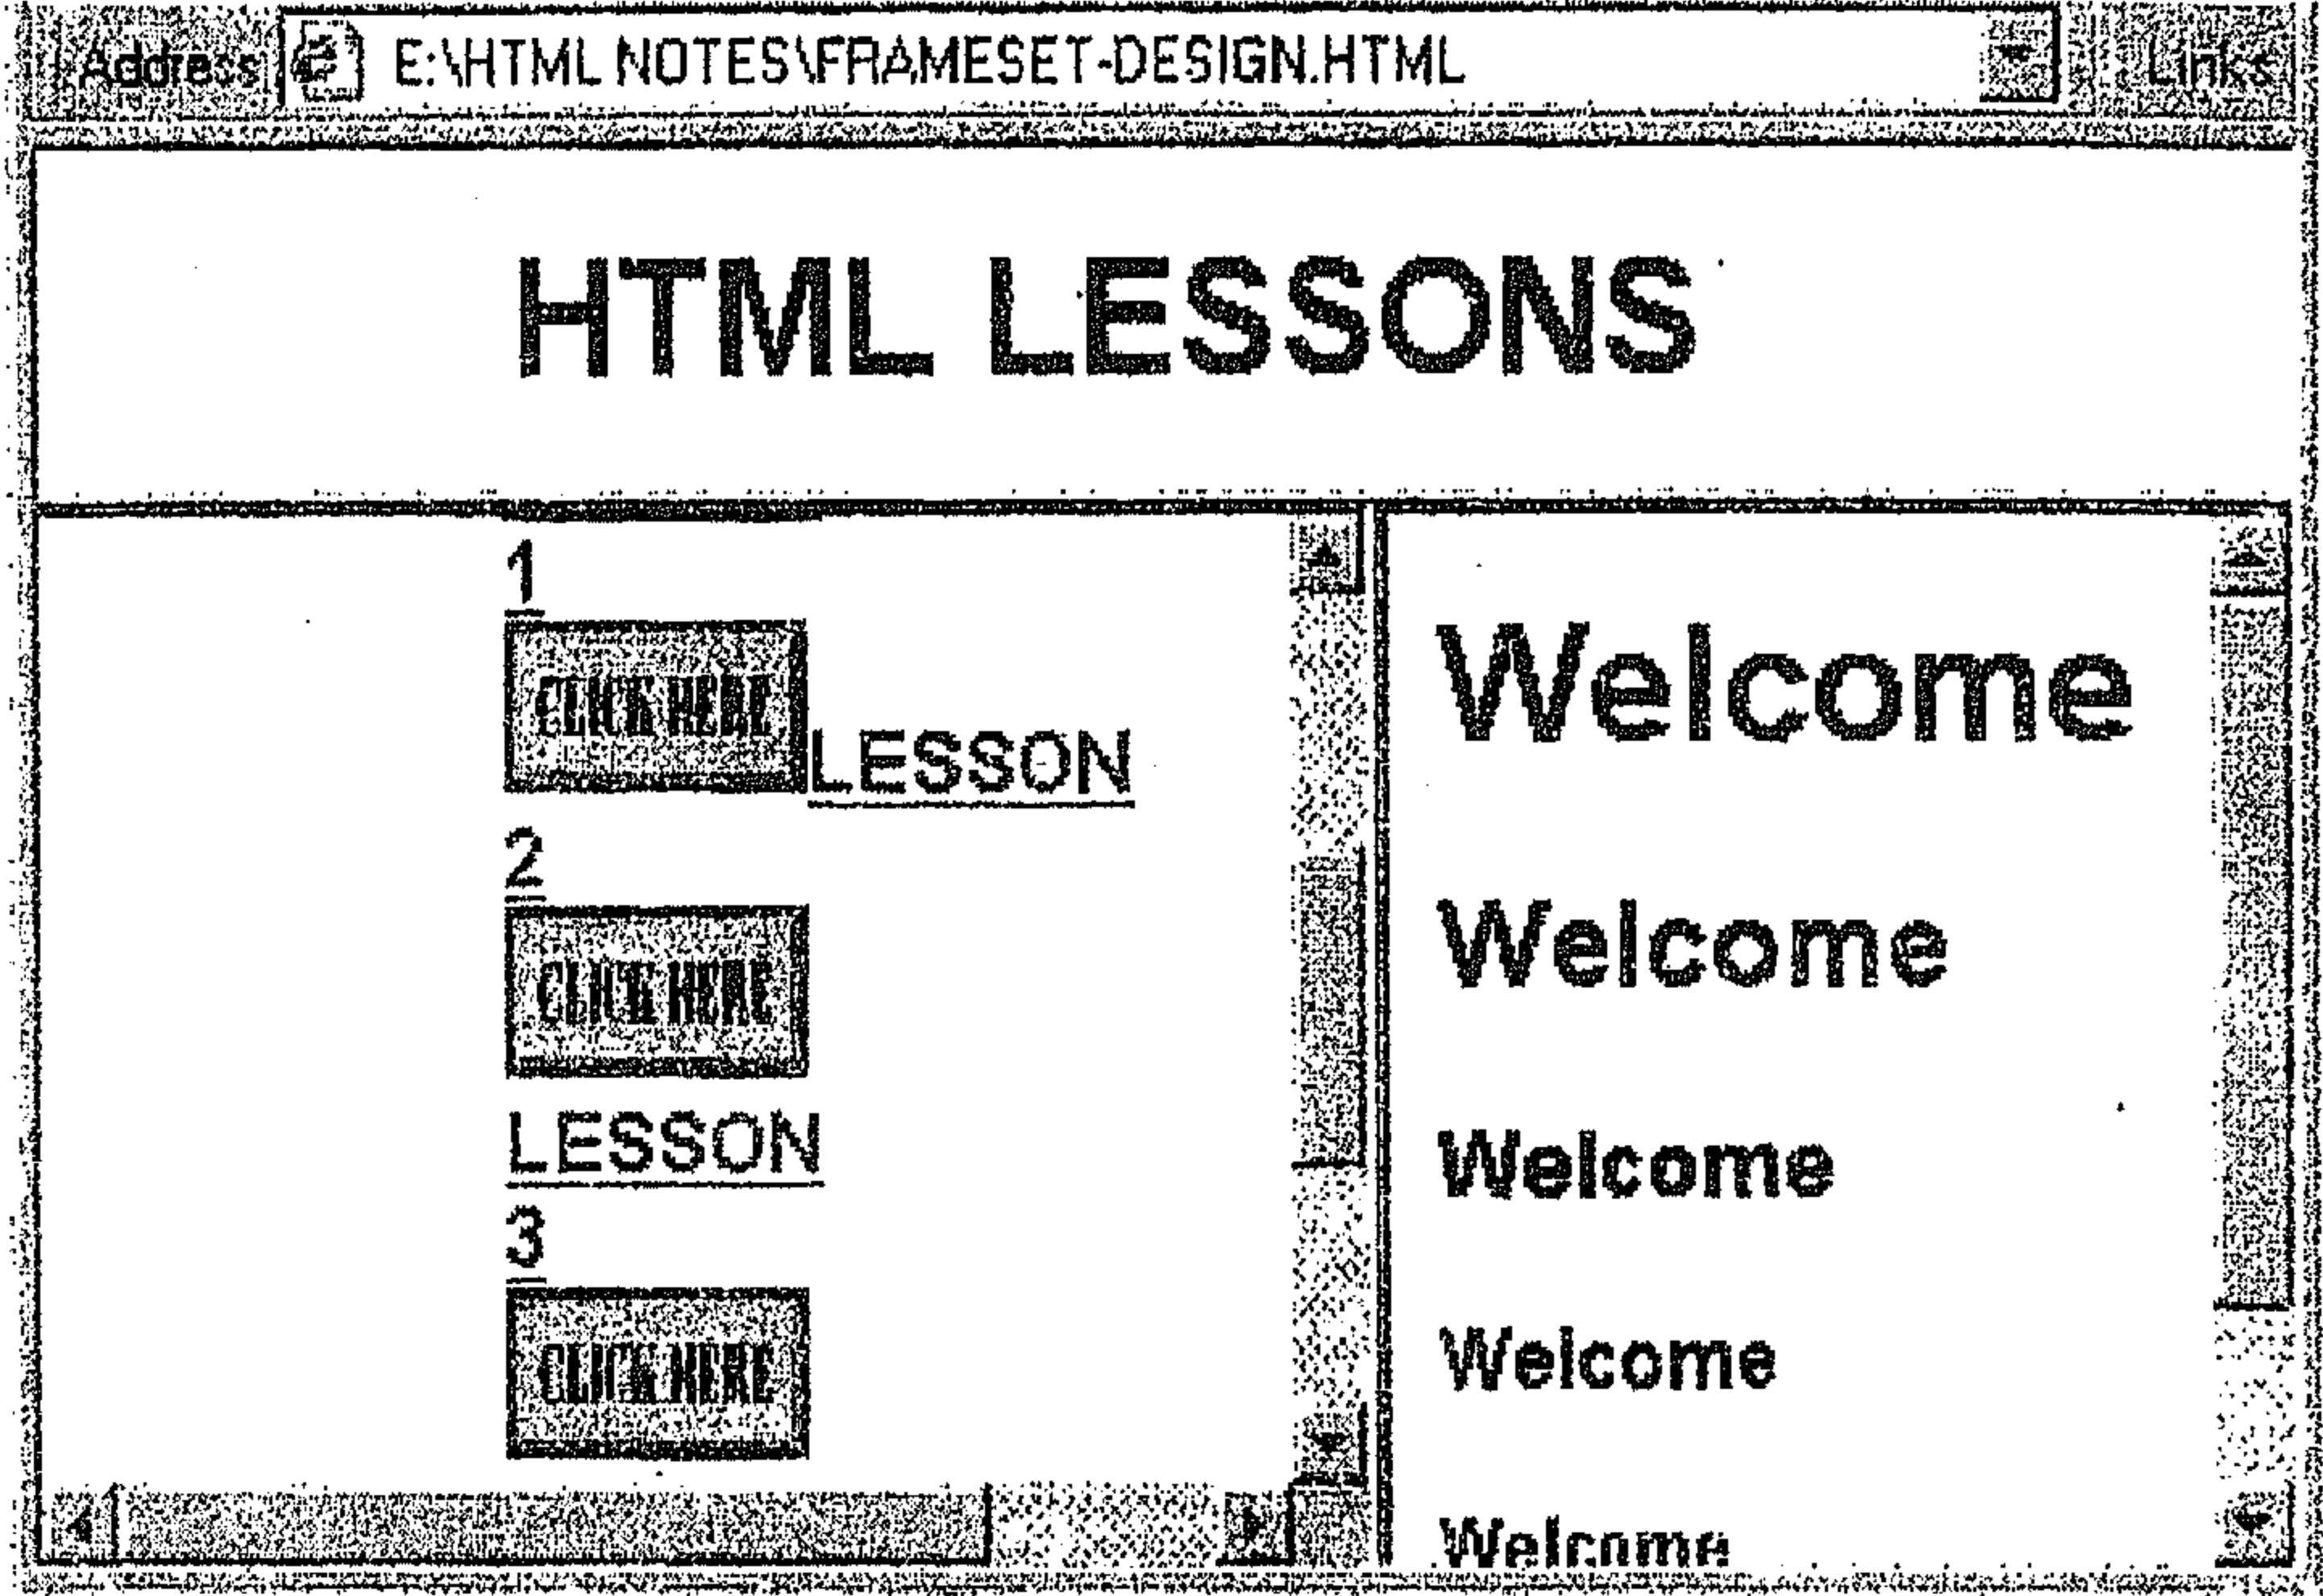 Address E:\HTML NOTES\FRAMESET-DESIGN.HTML Links
HTML LESSONS
1
CLICK HERE LESSON
2
CLICK HERE
LESSON
3
CLICK HERE
Welcome
Welcome
Welcome
Welcome
Welcome